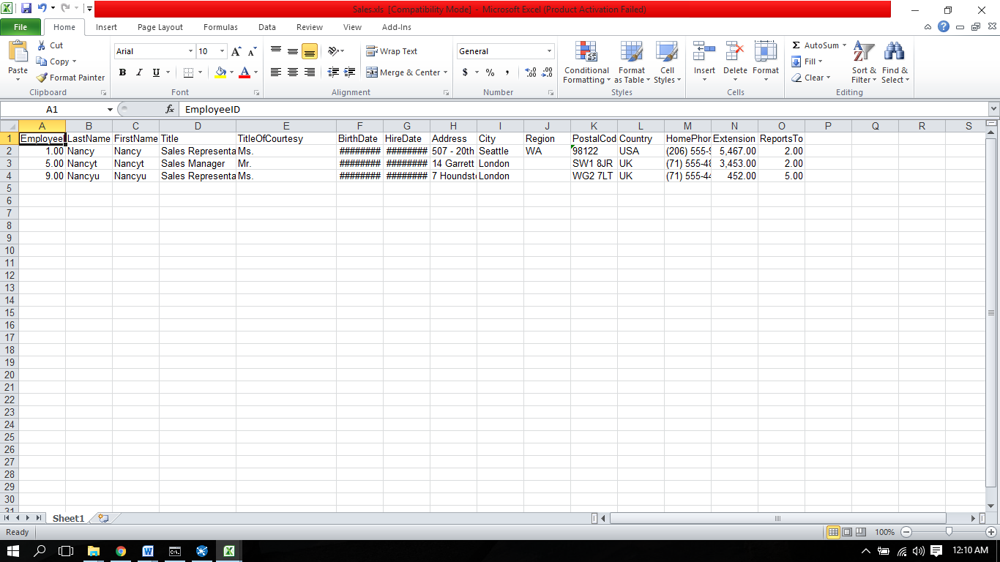 Sales.xls [Compatibility Mode] - Microsoft Excel (Product Activation Failed)
File Home Insert Page Layout Formulas Data Review View Add-Ins
Paste Cut Copy Format Painter Clipboard
Arial 10 B I U A Font
Wrap Text Merge & Center Alignment
General $ % , Number
Conditional Formatting Format as Table Cell Styles Styles
Insert Delete Format Cells
Σ AutoSum Fill Clear Sort & Filter Find & Select Editing
A1 fx EmployeeID
A B C D E F G H I J K L M N O P Q R S
1 Employee LastName FirstName Title TitleOfCourtesy BirthDate HireDate Address City Region PostalCod Country HomePhon Extension ReportsTo
2 1.00 Nancy Nancy Sales Representa Ms. ######## ######## 507 - 20th Seattle WA 98122 USA (206) 555-9 5,467.00 2.00
3 5.00 Nancyt Nancyt Sales Manager Mr. ######## ######## 14 Garrett London SW1 8JR UK (71) 555-48 3,453.00 2.00
4 9.00 Nancyu Nancyu Sales Representa Ms. ######## ######## 7 Houndsto London WG2 7LT UK (71) 555-44 452.00 5.00
5
6
7
8
9
10
11
12
13
14
15
16
17
18
19
20
21
22
23
24
25
26
27
28
29
30
31
Sheet1
Ready 100%
12:10 AM